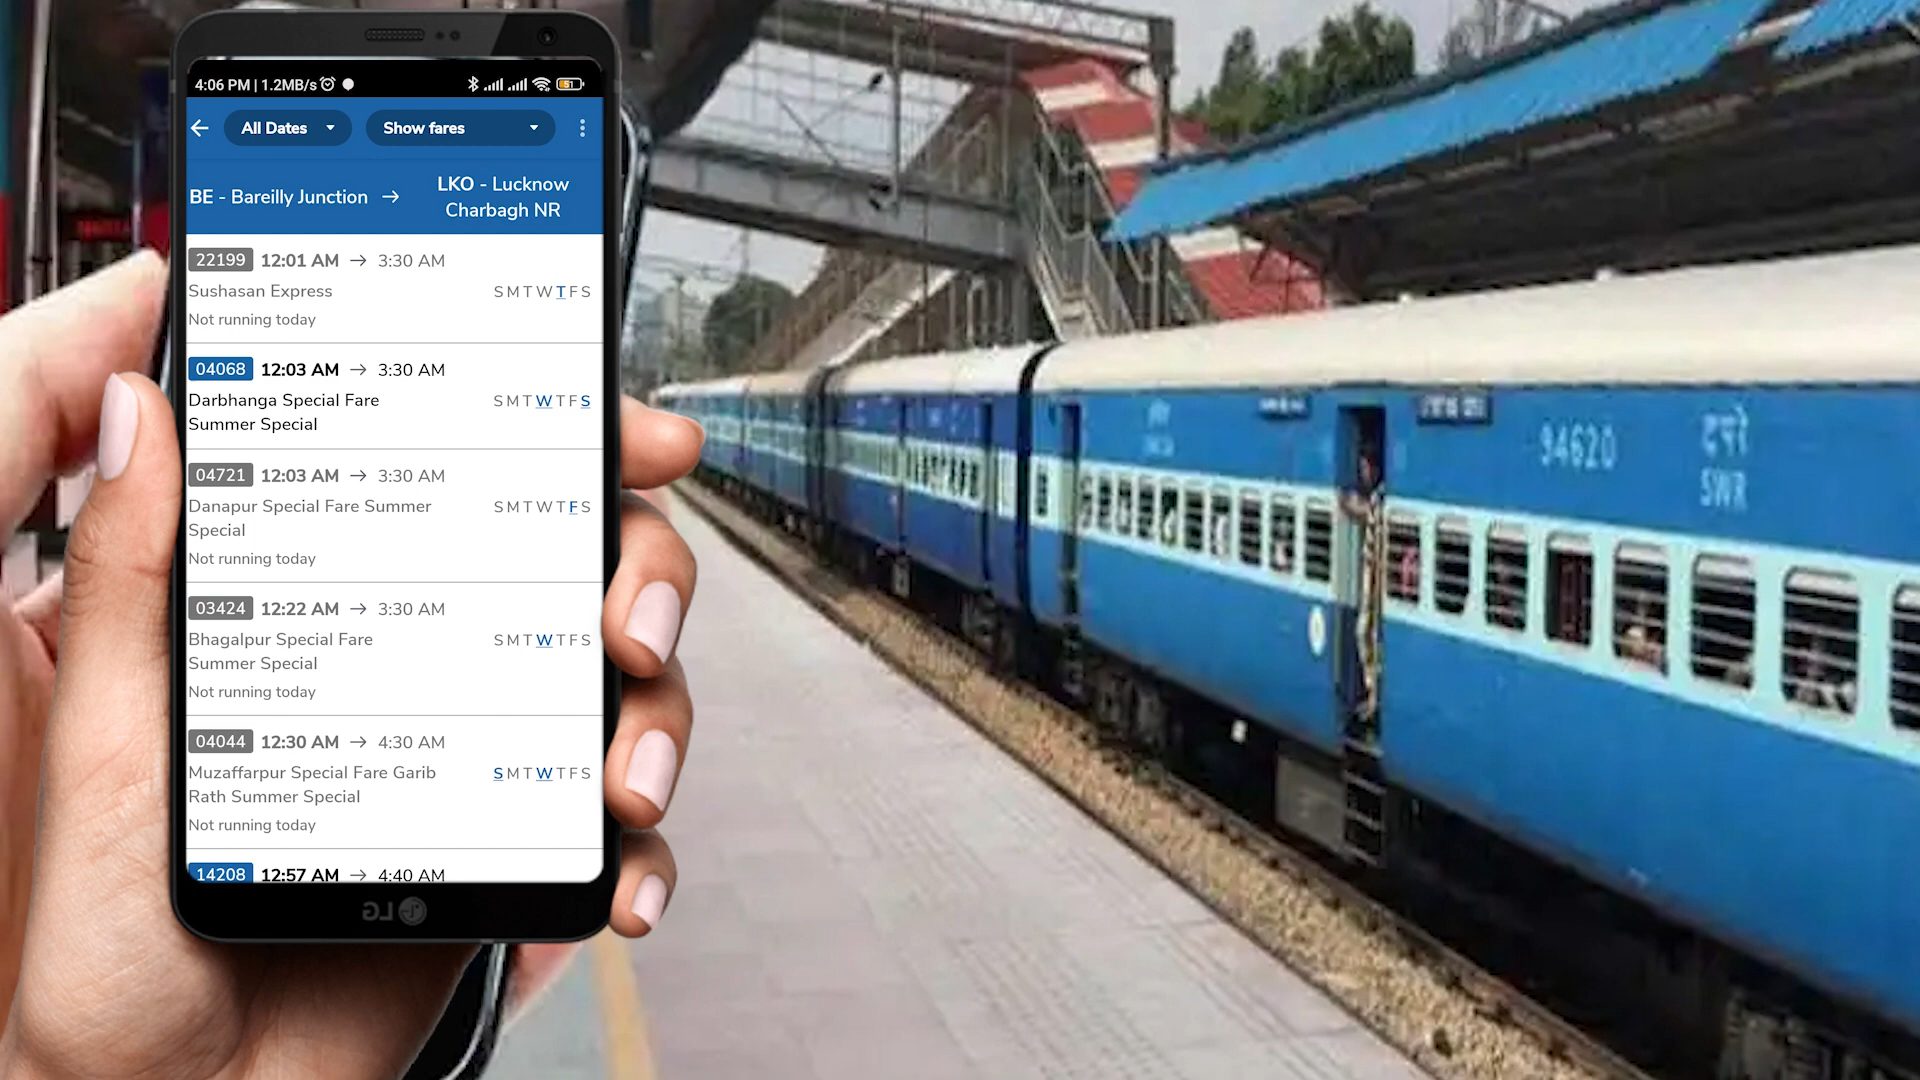 4:06 PM | 1.2MB/s
51
All Dates
Show fares
BE - Bareilly Junction → LKO - Lucknow
Charbagh NR
22199 12:01 AM → 3:30 AM
Sushasan Express S M T W T F S
Not running today
04068 12:03 AM → 3:30 AM
Darbhanga Special Fare S M T W T F S
Summer Special
04721 12:03 AM → 3:30 AM
Danapur Special Fare Summer S M T W T F S
Special
Not running today
03424 12:22 AM → 3:30 AM
Bhagalpur Special Fare S M T W T F S
Summer Special
Not running today
04044 12:30 AM → 4:30 AM
Muzaffarpur Special Fare Garib S M T W T F S
Rath Summer Special
Not running today
14208 12:57 AM → 4:40 AM
LG
94620
दपरे
SWR